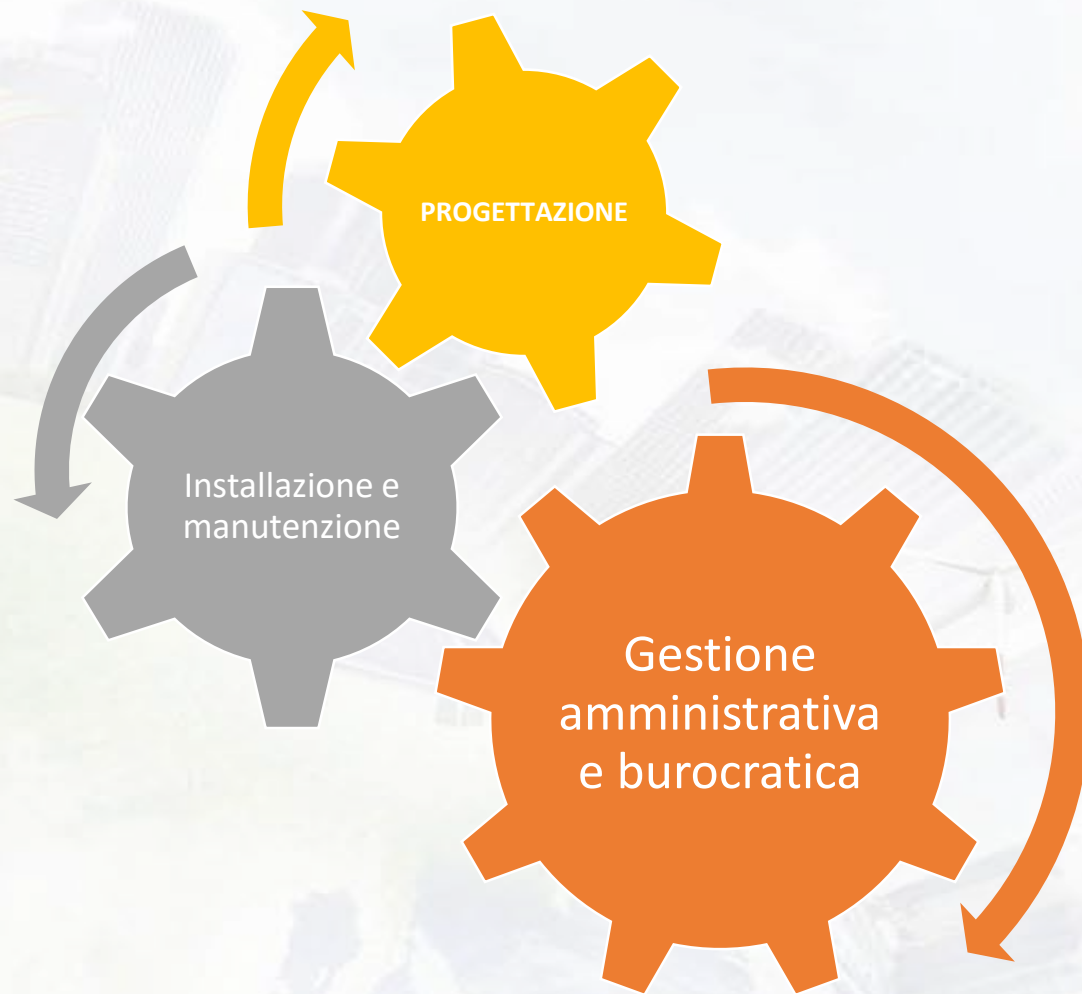 PROGETTAZIONE
Installazione e
manutenzione
Gestione
amministrativa
e burocratica